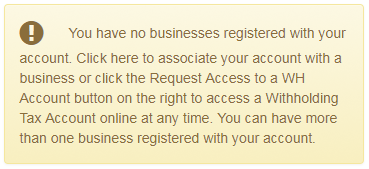 You have no businesses registered with your
account. Click here to associate your account with a
business or click the Request Access to a WH
Account button on the right to access a Withholding
Tax Account online at any time. You can have more
than one business registered with your account.